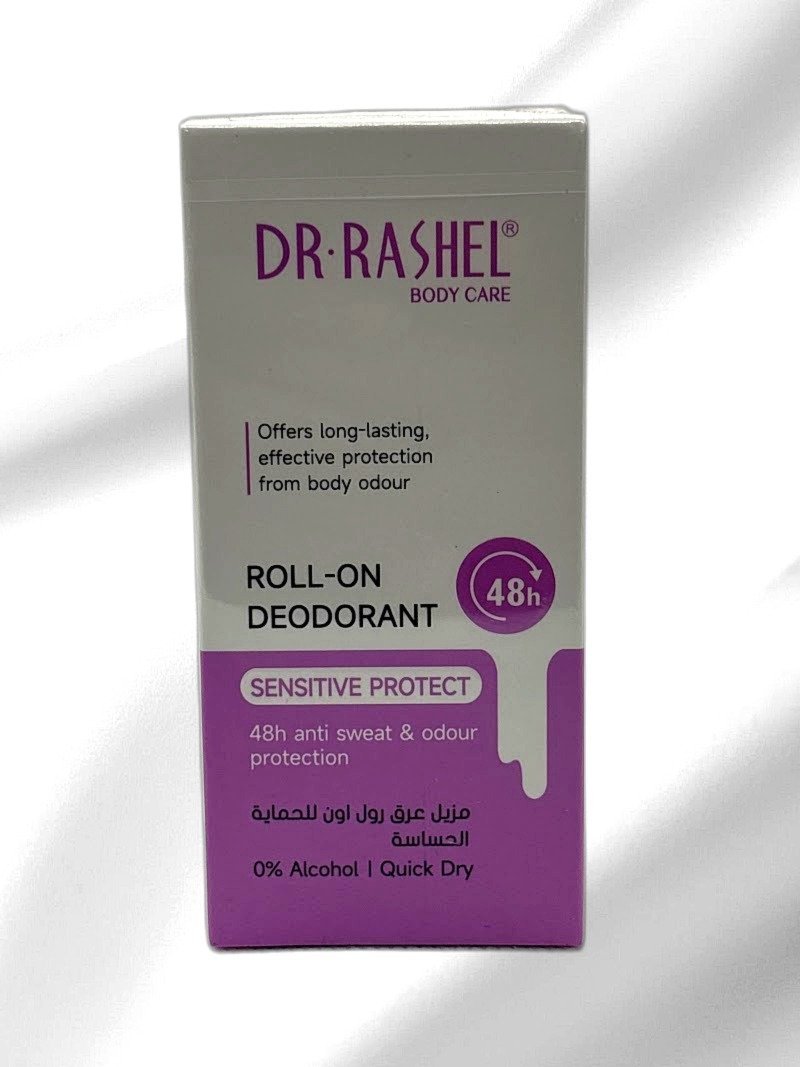 DR·RASHEL®
BODY CARE
Offers long-lasting,
effective protection
from body odour
ROLL-ON
DEODORANT
48h
SENSITIVE PROTECT
48h anti sweat & odour
protection
مزيل عرق رول اون للحماية
الحساسة
0% Alcohol | Quick Dry